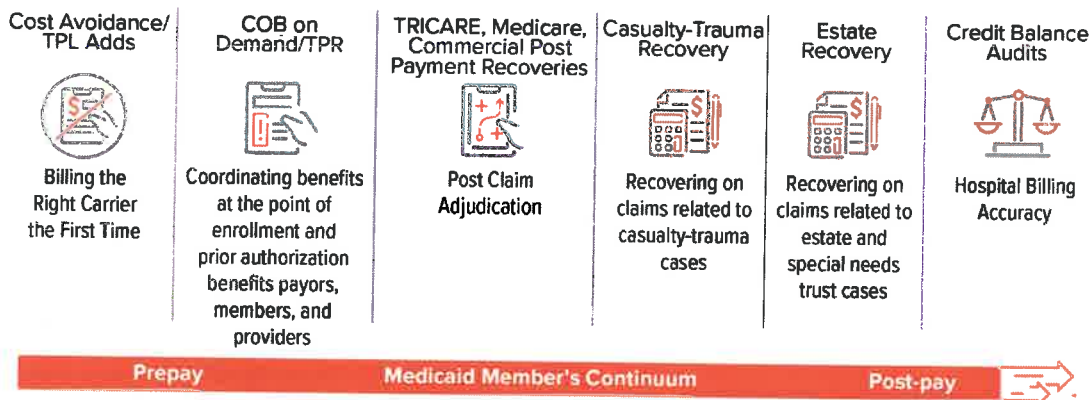 Cost Avoidance/
TPL Adds
Billing the
Right Carrier
the First Time
COB on
Demand/TPR
Coordinating benefits
at the point of
enrollment and
prior authorization
benefits payors,
members, and
providers
TRICARE, Medicare,
Commercial Post
Payment Recoveries
Post Claim
Adjudication
Casualty-Trauma
Recovery
Recovering on
claims related to
casualty-trauma
cases
Estate
Recovery
Recovering on
claims related to
estate and
special needs
trust cases
Credit Balance
Audits
Hospital Billing
Accuracy
Prepay
Medicaid Member's Continuum
Post-pay